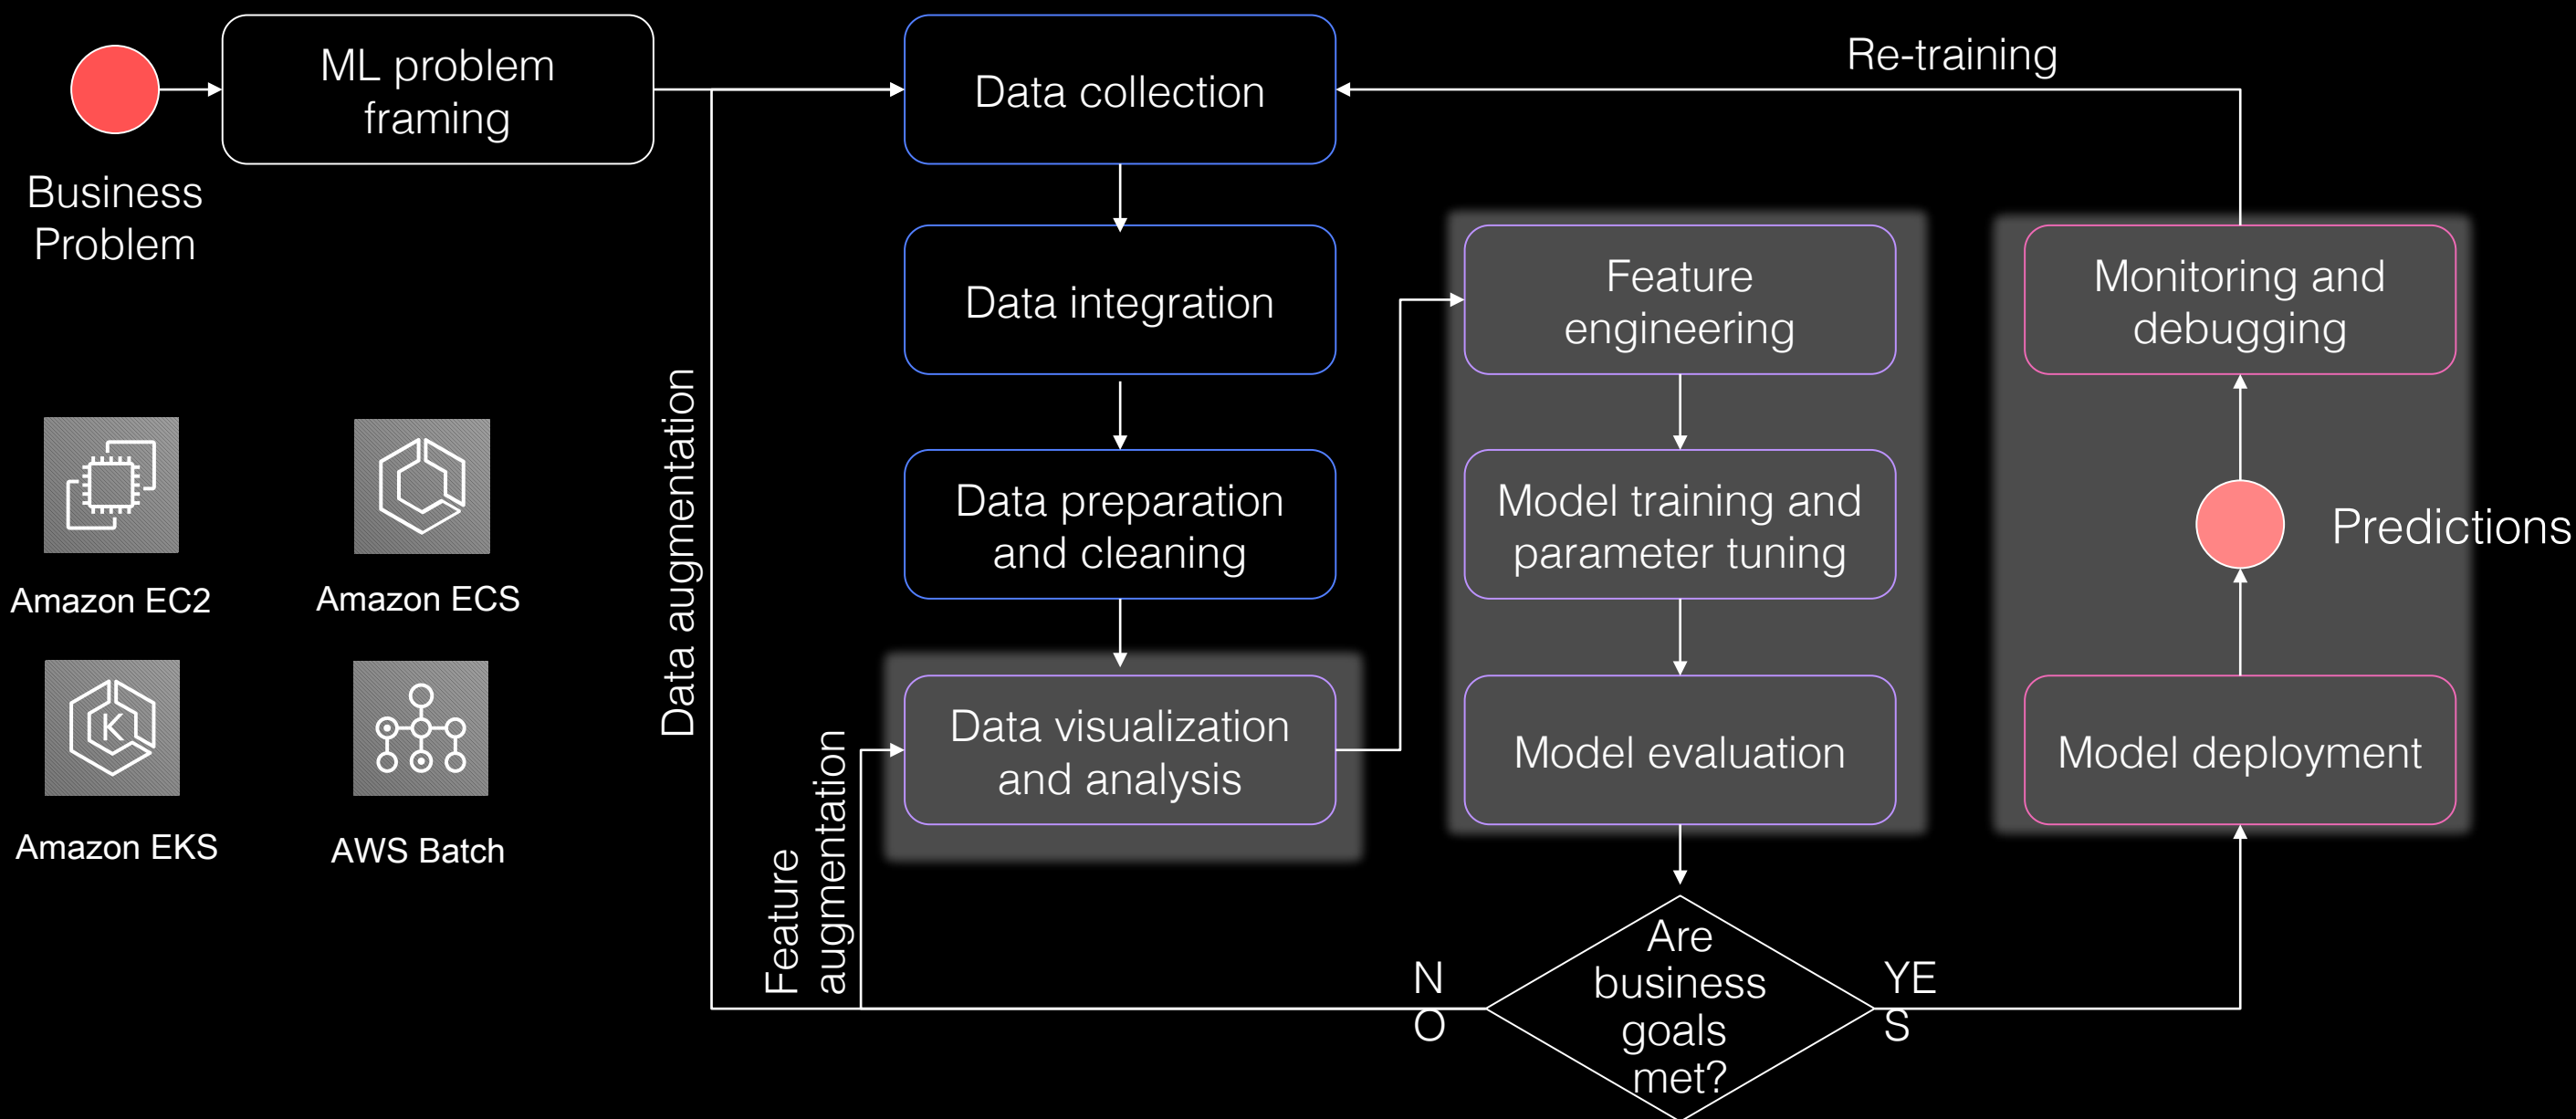 Business
Problem
ML problem
framing
Data collection
Re-training
Data integration
Data preparation
and cleaning
Data visualization
and analysis
Data augmentation
Feature
augmentation
Feature
engineering
Model training and
parameter tuning
Model evaluation
Are
business
goals
met?
N
O
YE
S
Monitoring and
debugging
Predictions
Model deployment
Amazon EC2
Amazon ECS
K
Amazon EKS
AWS Batch